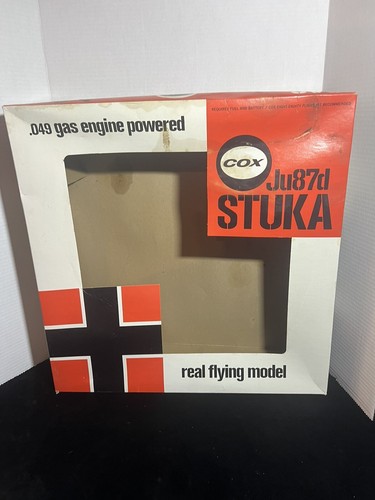 .049 gas engine powered
COX
Ju87d
STUKA
real flying model